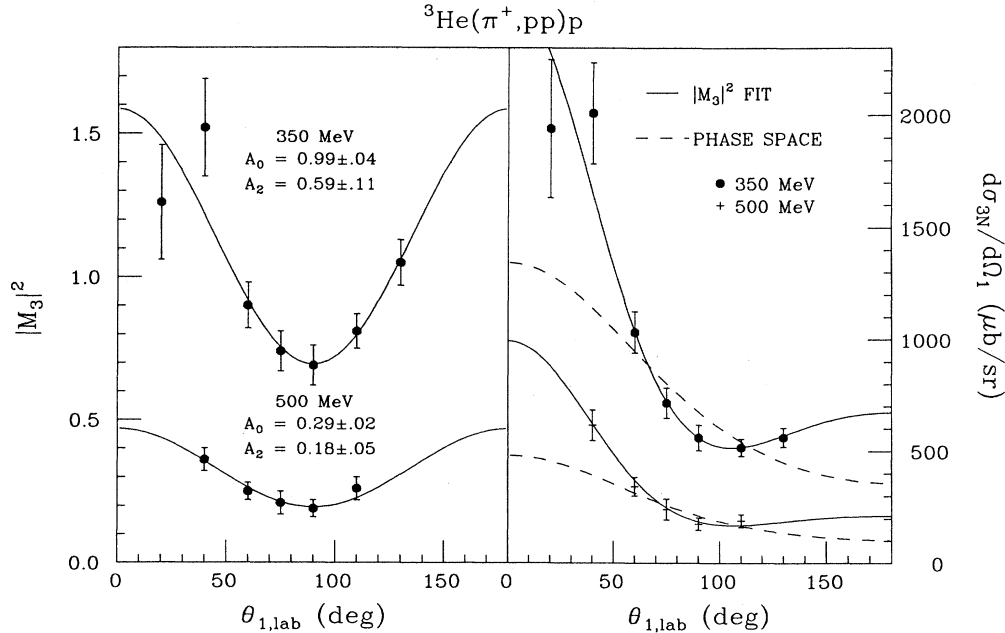 ³He(π⁺,pp)p
|M₃|²
1.5
1.0
0.5
0.0
350 MeV
A₀ = 0.99±.04
A₂ = 0.59±.11
500 MeV
A₀ = 0.29±.02
A₂ = 0.18±.05
0 50 100 150
θ₁,lab (deg)
|M₃|² FIT
PHASE SPACE
350 MeV
500 MeV
2000
1500
1000
500
0
dσ₃N/dΩ₁ (μb/sr)
0 50 100 150
θ₁,lab (deg)